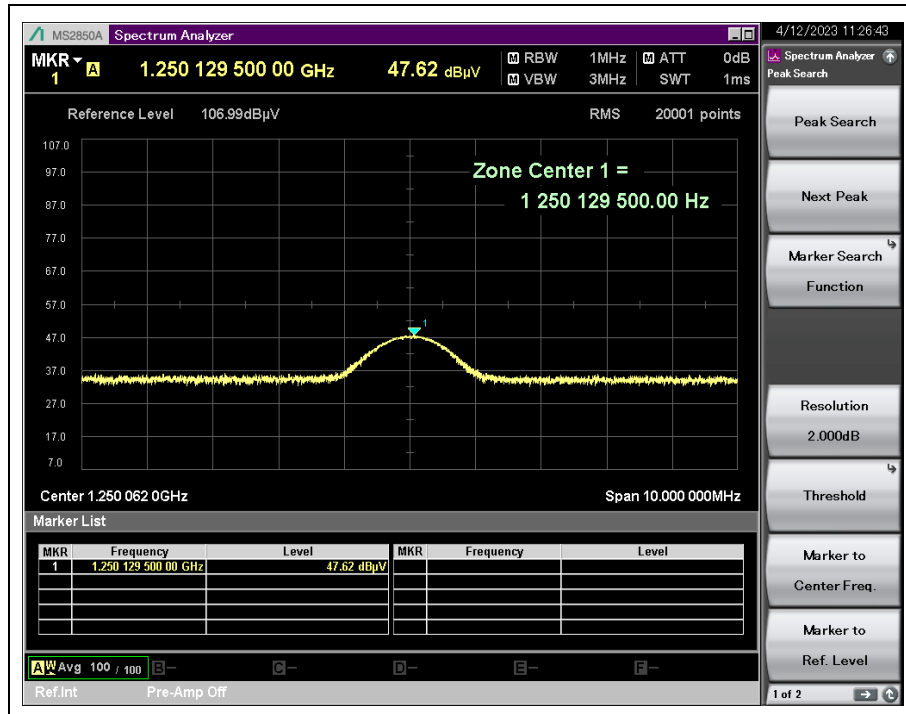 MS2850A Spectrum Analyzer
4/12/2023 11:26:43
MKR 1 A 1.250 129 500 00 GHz 47.62 dBµV
M RBW 1MHz M ATT 0dB
M VBW 3MHz SWT 1ms
Spectrum Analyzer
Peak Search
Reference Level 106.99dBµV RMS 20001 points
107.0
97.0
87.0
77.0
67.0
57.0
47.0
37.0
27.0
17.0
7.0
Zone Center 1 =
1 250 129 500.00 Hz
1
Center 1.250 062 0GHz Span 10.000 000MHz
Marker List
MKR Frequency Level MKR Frequency Level
1 1.250 129 500 00 GHz 47.62 dBµV
A W Avg 100 / 100 B- C- D- E- F-
Ref.Int Pre-Amp Off
Peak Search
Next Peak
Marker Search
Function
Resolution
2.000dB
Threshold
Marker to
Center Freq.
Marker to
Ref. Level
1 of 2